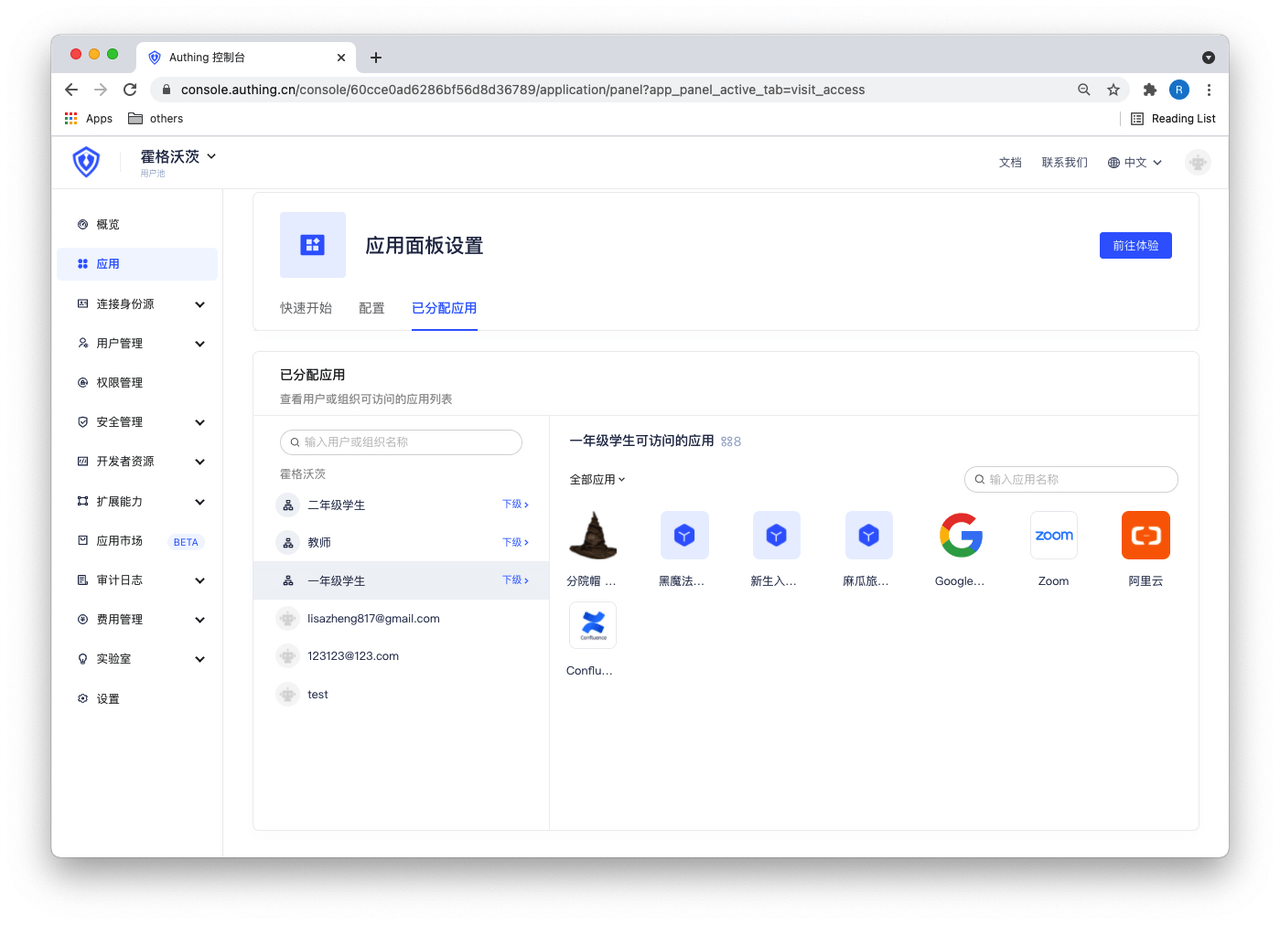 Authing 控制台
console.authing.cn/console/60cce0ad6286bf56d8d36789/application/panel?app_panel_active_tab=visit_access
R
Apps
others
Reading List
霍格沃茨
用户池
文档
联系我们
中文
概览
应用
连接身份源
用户管理
权限管理
安全管理
开发者资源
扩展能力
应用市场 BETA
审计日志
费用管理
实验室
设置
应用面板设置
前往体验
快速开始
配置
已分配应用
已分配应用
查看用户或组织可访问的应用列表
输入用户或组织名称
霍格沃茨
二年级学生 下级
教师 下级
一年级学生 下级
lisazheng817@gmail.com
123123@123.com
test
一年级学生可访问的应用 8
全部应用
输入应用名称
zoom
分院帽 ...
黑魔法...
新生入...
麻瓜旅...
Google...
Zoom
阿里云
Confluence
Conflu...